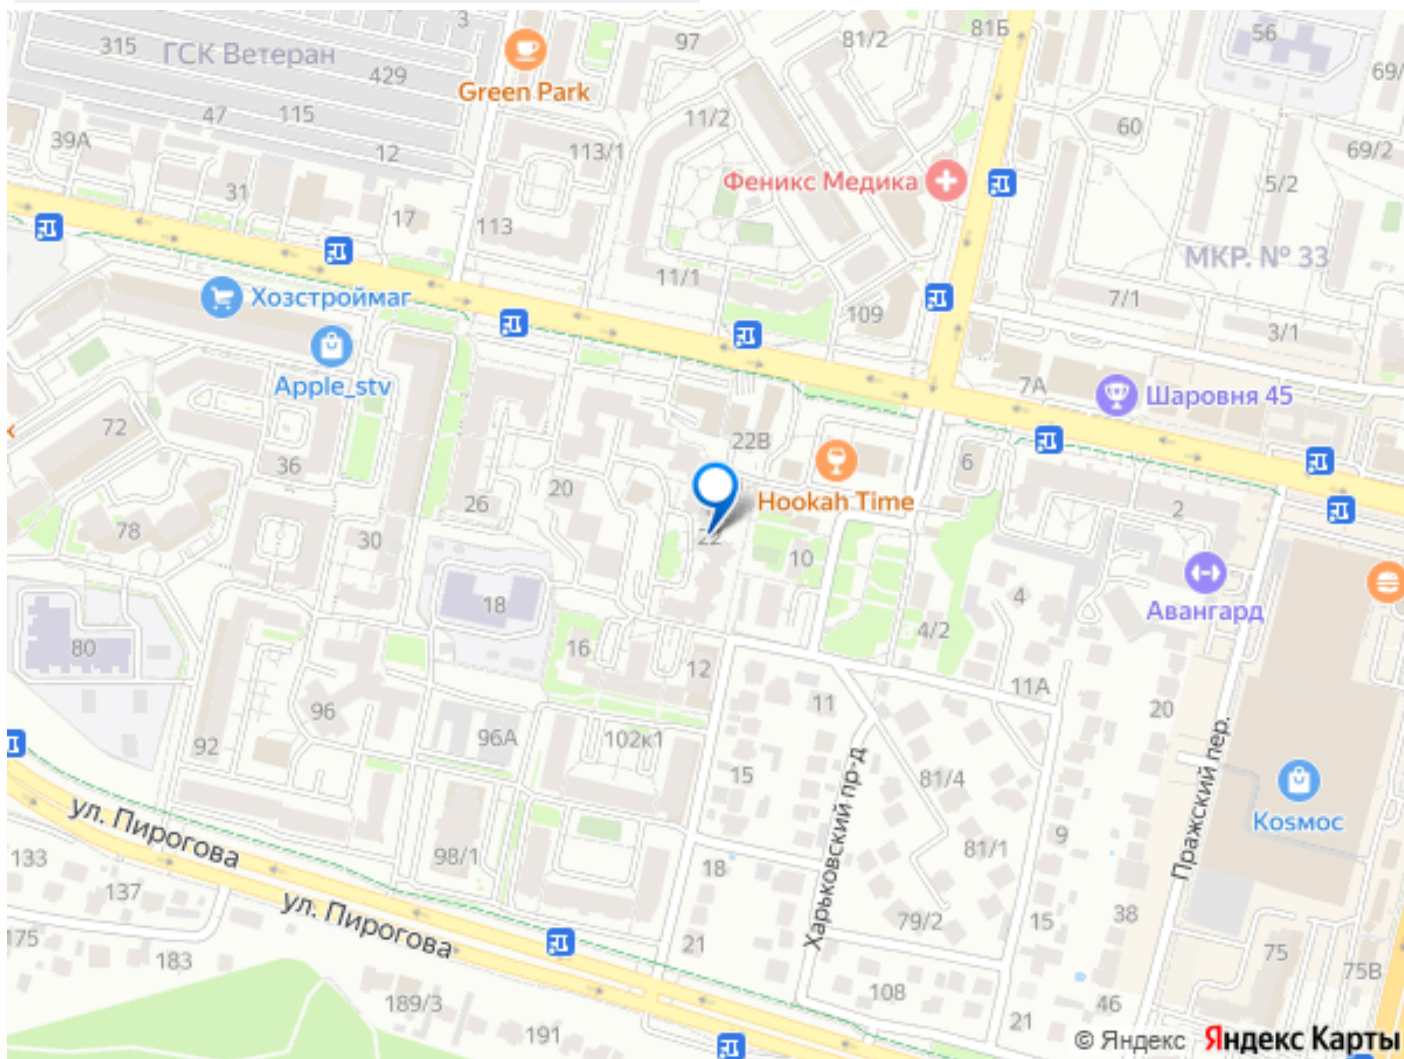 3
315
ГСК Ветеран
429
47
115
39А
12
31
17
Green Park
97
81/2
81Б
56
69/
11/2
113/1
60
69/2
5/2
Феникс Медика
113
11/1
МКР. № 33
7/1
109
3/1
Хозстроймаг
Apple_stv
7А
Шаровня 45
к
72
36
22В
6
26
20
Hookah Time
2
78
30
22
10
18
4
Авангард
80
16
4/2
12
11А
96
11
20
92
96А
102к1
15
81/4
Харьковский пр-д
Пражский пер.
Коsмос
ул. Пирогова
133
98/1
9
81/1
18
137
ул. Пирогова
79/2
15
38
175
183
21
75
75В
189/3
108
46
191
21
© Яндекс Яндекс Карты